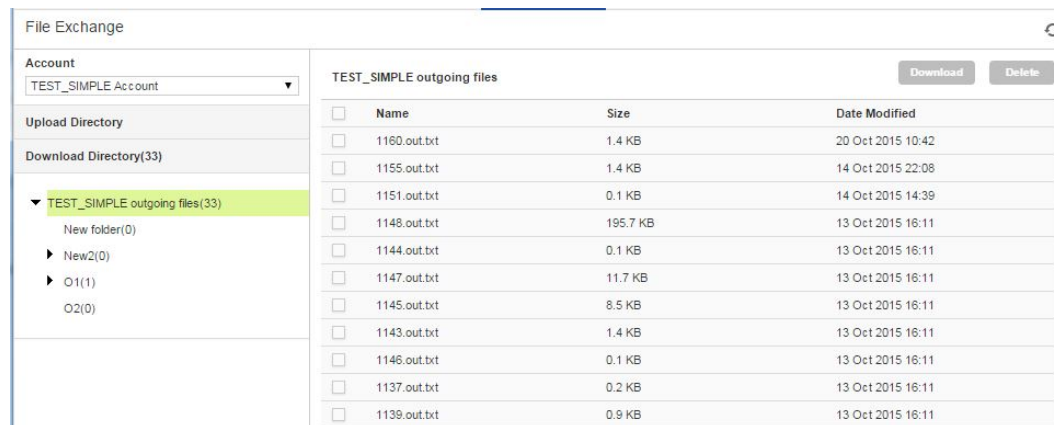 File Exchange
Account
TEST_SIMPLE Account
Upload Directory
Download Directory(33)
TEST_SIMPLE outgoing files(33)
New folder(0)
New2(0)
O1(1)
O2(0)
TEST_SIMPLE outgoing files
Download Delete
Name Size Date Modified
1160.out.txt 1.4 KB 20 Oct 2015 10:42
1155.out.txt 1.4 KB 14 Oct 2015 22:08
1151.out.txt 0.1 KB 14 Oct 2015 14:39
1148.out.txt 195.7 KB 13 Oct 2015 16:11
1144.out.txt 0.1 KB 13 Oct 2015 16:11
1147.out.txt 11.7 KB 13 Oct 2015 16:11
1145.out.txt 8.5 KB 13 Oct 2015 16:11
1143.out.txt 1.4 KB 13 Oct 2015 16:11
1146.out.txt 0.1 KB 13 Oct 2015 16:11
1137.out.txt 0.2 KB 13 Oct 2015 16:11
1139.out.txt 0.9 KB 13 Oct 2015 16:11